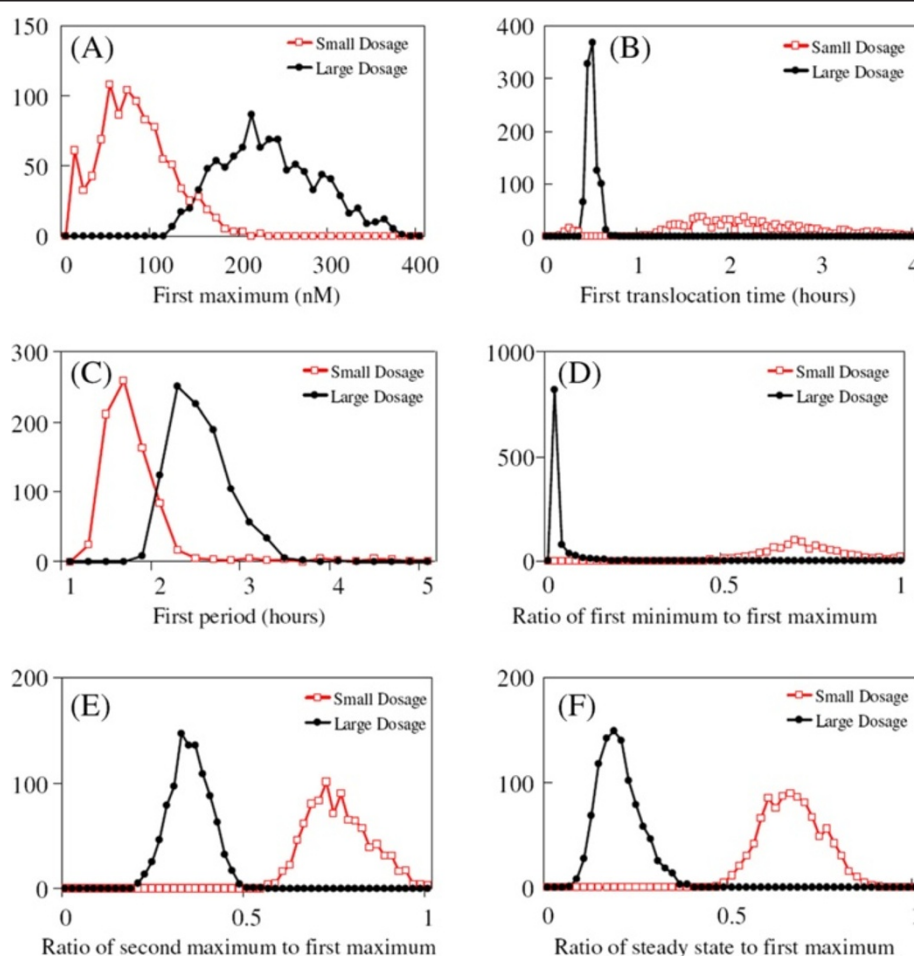 150
(A)
Small Dosage
Large Dosage
100
50
0
0 100 200 300 400
First maximum (nM)
400
(B)
Samll Dosage
Large Dosage
300
200
100
0
0 1 2 3 4
First translocation time (hours)
300
(C)
Small Dosage
Large Dosage
200
100
0
1 2 3 4 5
First period (hours)
1000
(D)
Small Dosage
Large Dosage
500
0
0 0.5 1
Ratio of first minimum to first maximum
200
(E)
Small Dosage
Large Dosage
100
0
0 0.5 1
Ratio of second maximum to first maximum
200
(F)
Small Dosage
Large Dosage
100
0
0 0.5 1
Ratio of steady state to first maximum